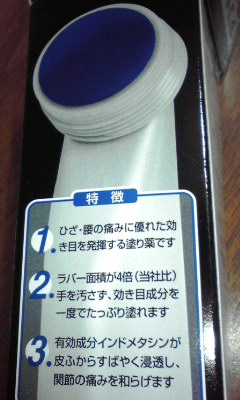 特徴
1.
ひざ・腰の痛みに優れた効
き目を発揮する塗り薬です
2.
ラバー面積が4倍（当社比）
手を汚さず、効き目成分を
一度でたっぷり塗れます
3.
有効成分インドメタシンが
皮ふからすばやく浸透し、
関節の痛みを和らげます